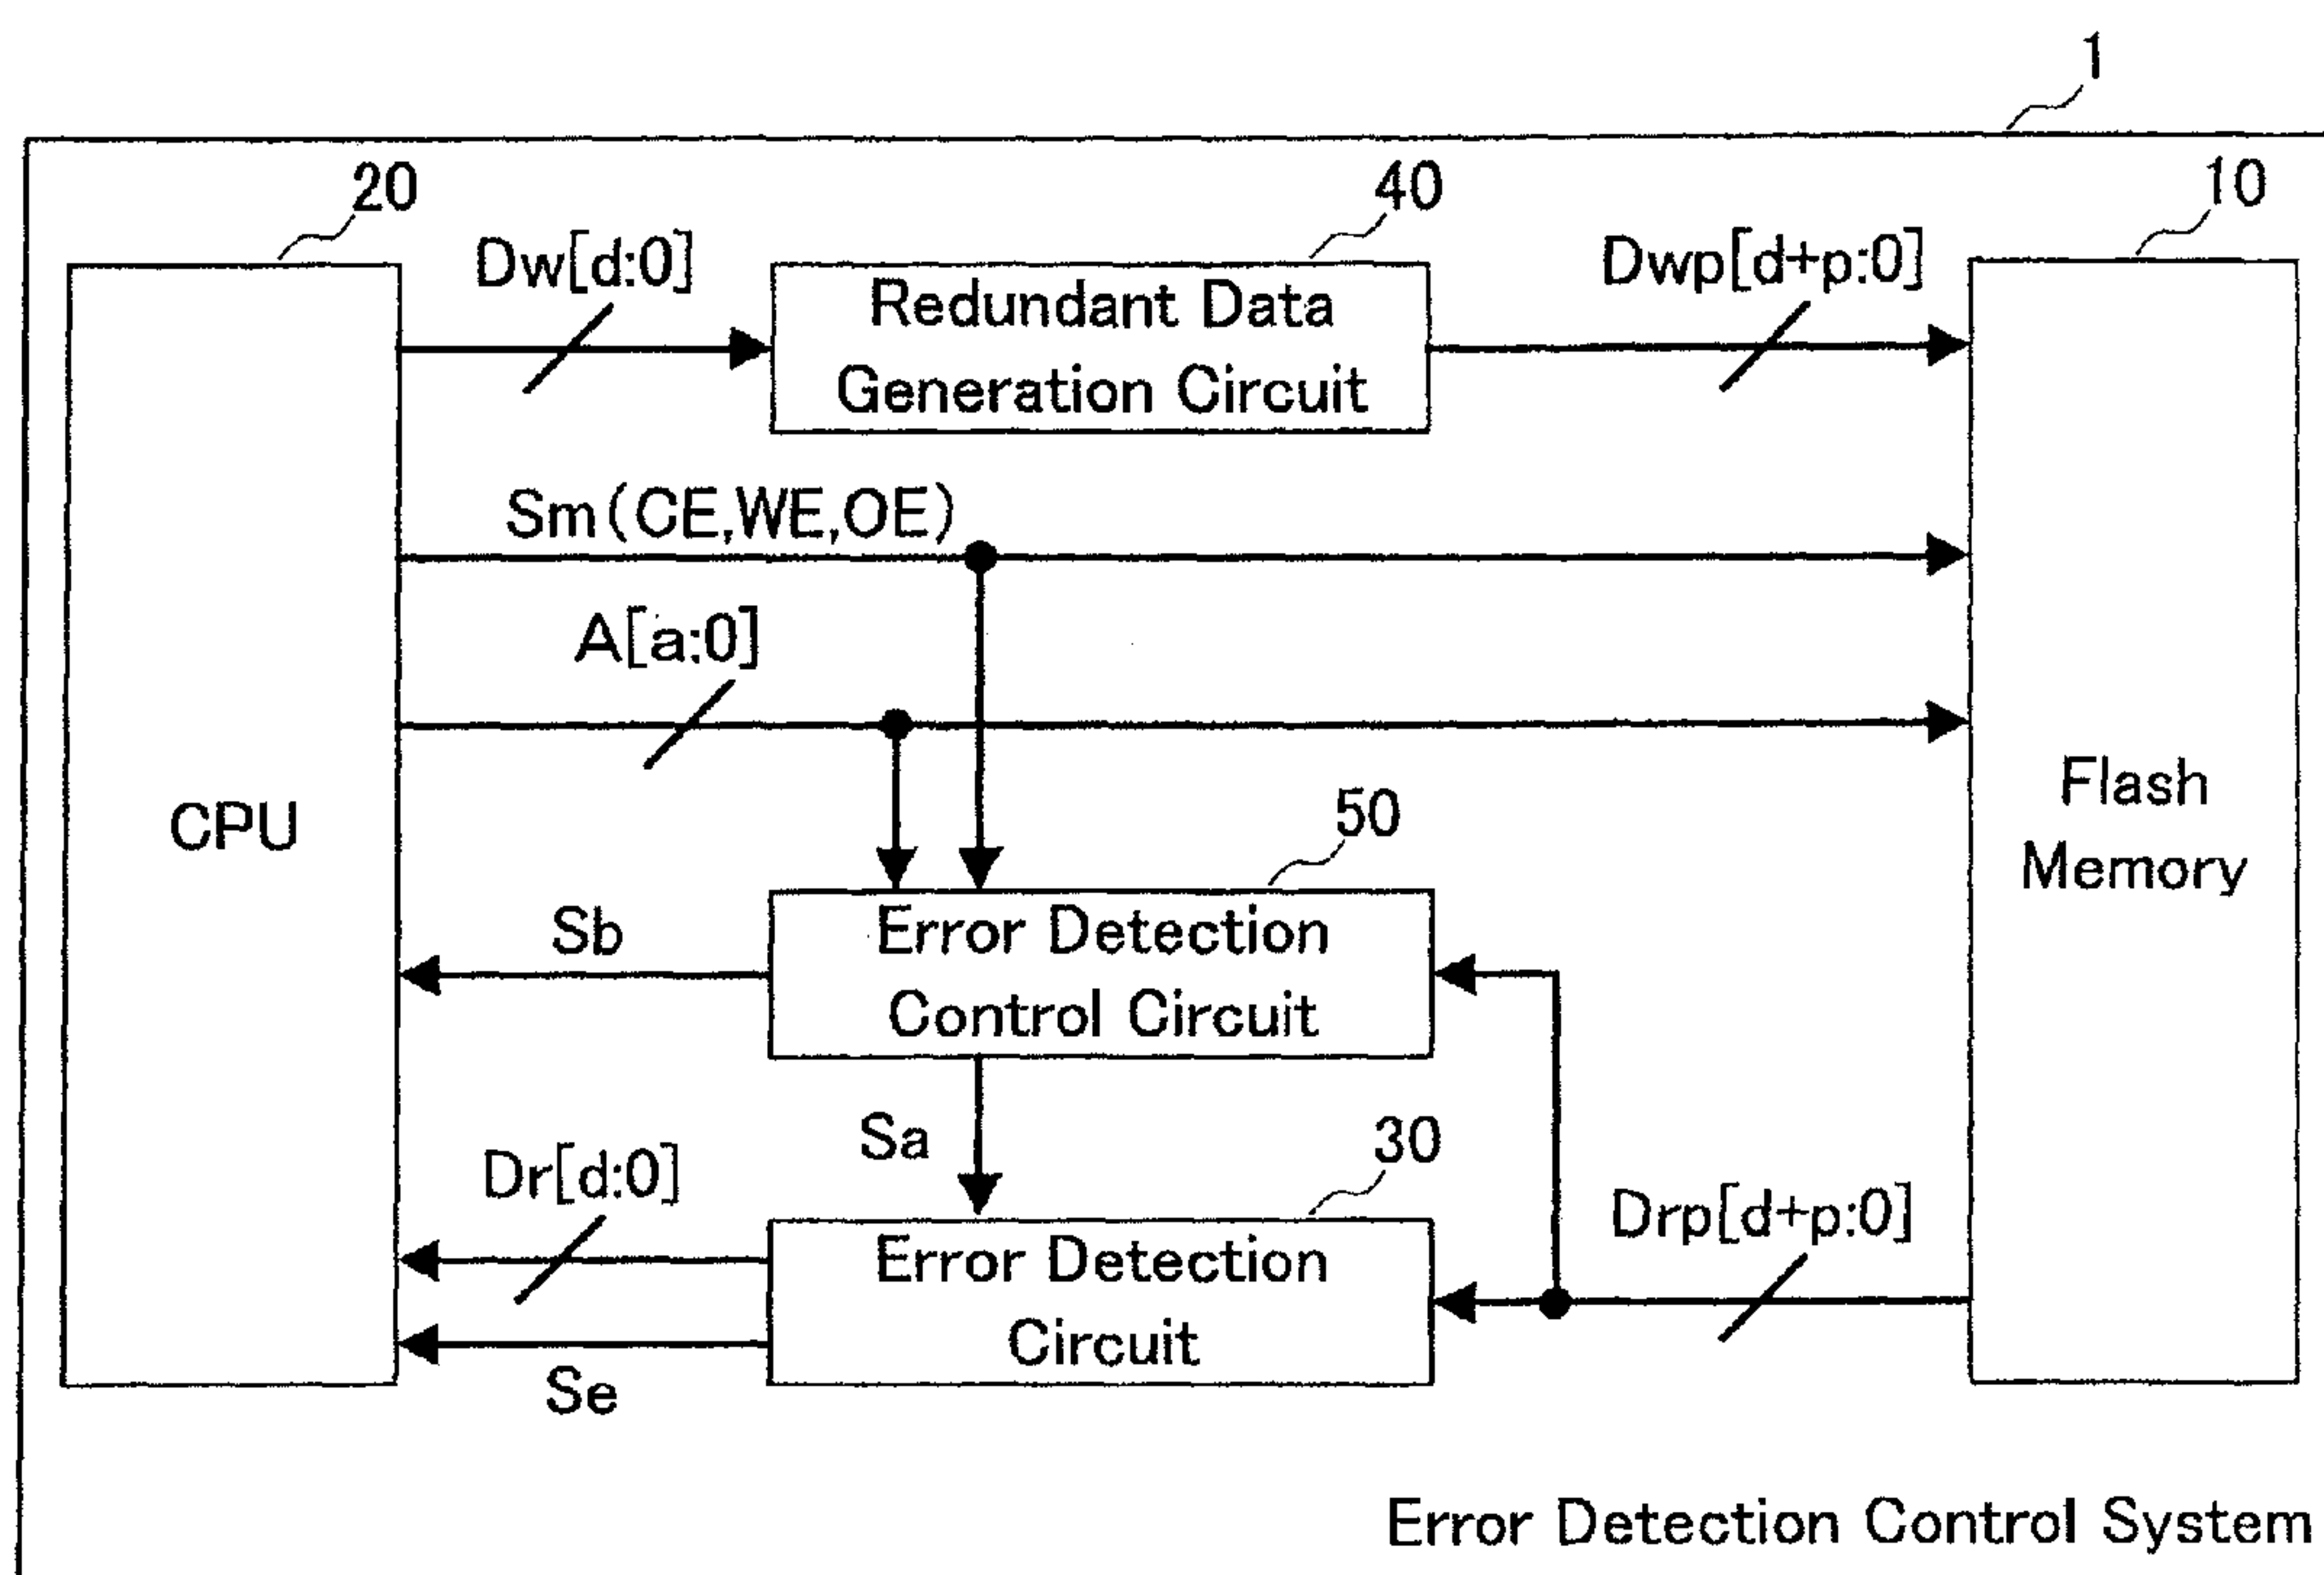 1
20
40
10
Dw[d:0]
Dwp[d+p:0]
Redundant Data
Generation Circuit
Sm(CE,WE,OE)
A[a:0]
CPU
Flash
Memory
50
Sb
Error Detection
Control Circuit
Sa
30
Dr[d:0]
Drp[d+p:0]
Error Detection
Circuit
Se
Error Detection Control System